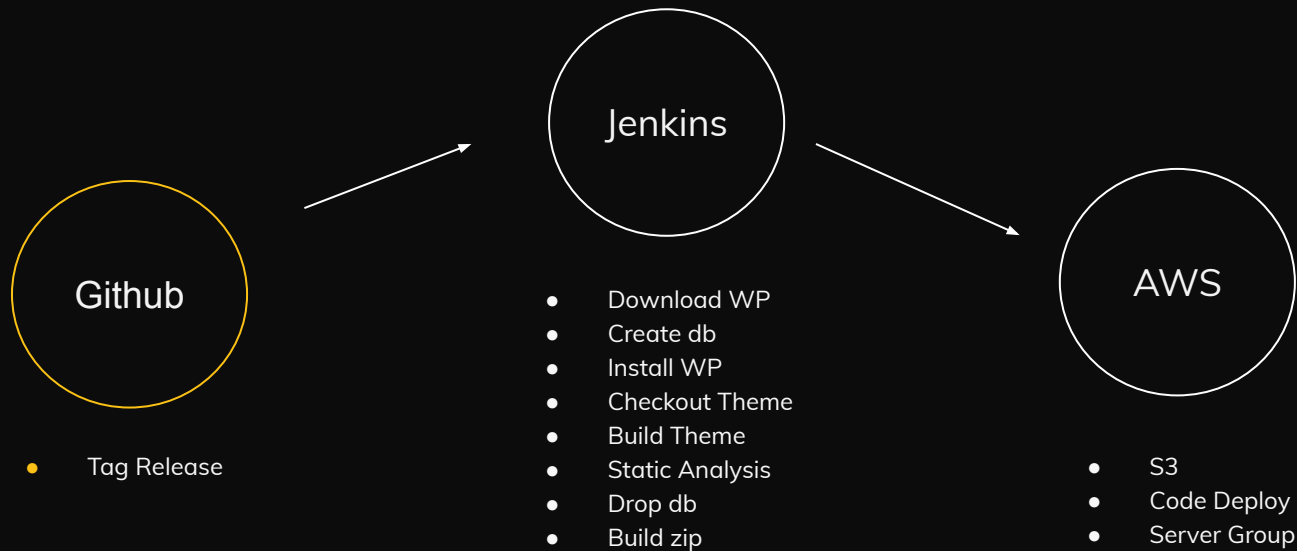 Github
Tag Release
Jenkins
Download WP
Create db
Install WP
Checkout Theme
Build Theme
Static Analysis
Drop db
Build zip
AWS
S3
Code Deploy
Server Group